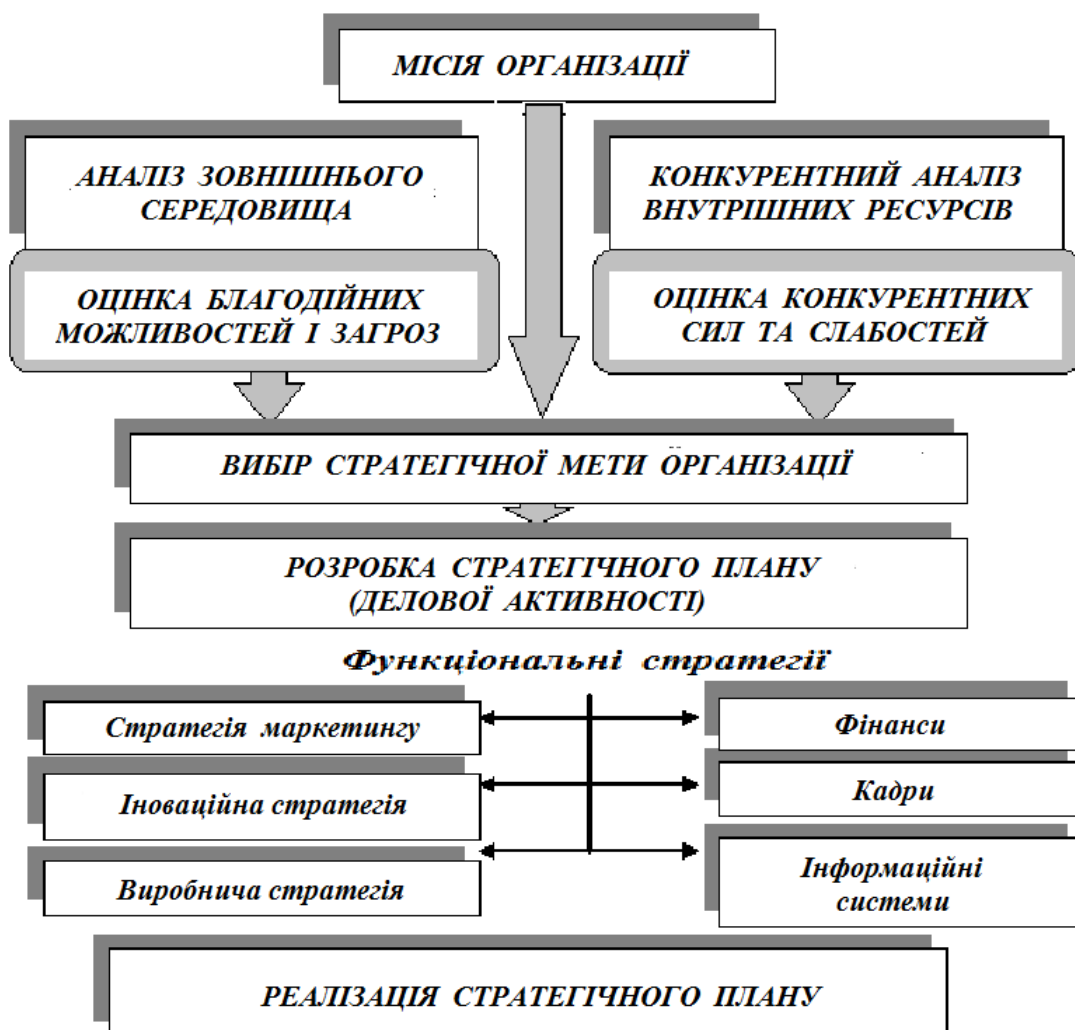 МІСІЯ ОРГАНІЗАЦІЇ
АНАЛІЗ ЗОВНІШНЬОГО
СЕРЕДОВИЩА
КОНКУРЕНТНИЙ АНАЛІЗ
ВНУТРІШНИХ РЕСУРСІВ
ОЦІНКА БЛАГОДІЙНИХ
МОЖЛИВОСТЕЙ І ЗАГРОЗ
ОЦІНКА КОНКУРЕНТНИХ
СИЛ ТА СЛАБОСТЕЙ
ВИБІР СТРАТЕГІЧНОЇ МЕТИ ОРГАНІЗАЦІЇ
РОЗРОБКА СТРАТЕГІЧНОГО ПЛАНУ
(ДЕЛОВОЇ АКТИВНОСТІ)
Функціональні стратегії
Стратегія маркетингу
Фінанси
Іноваційна стратегія
Кадри
Виробнича стратегія
Інформаційні
системи
РЕАЛІЗАЦІЯ СТРАТЕГІЧНОГО ПЛАНУ